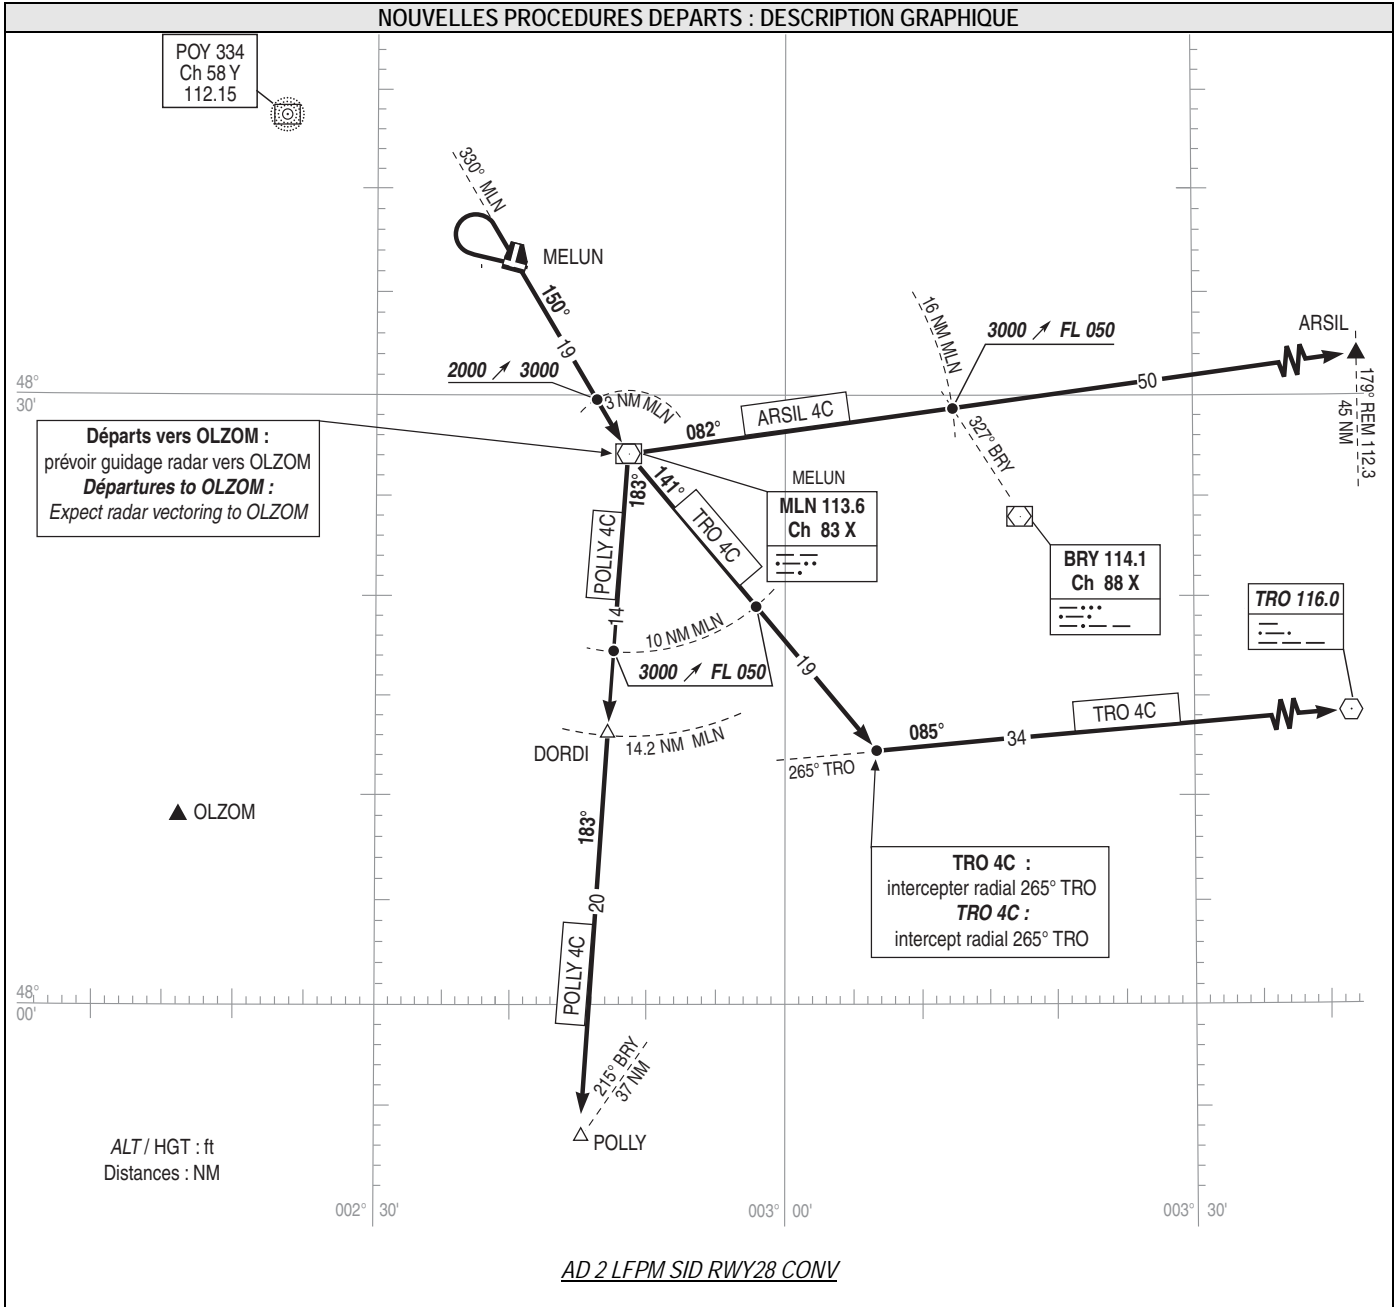 NOUVELLES PROCEDURES DEPARTS : DESCRIPTION GRAPHIQUE
POY 334
Ch 58 Y
112.15
330° MLN
MELUN
150°
19
2000 ➚ 3000
3 NM MLN
16 NM MLN
3000 ➚ FL 050
ARSIL
48°
30'
082°
ARSIL 4C
50
327° BRY
179° REM 112.3
45 NM
Départs vers OLZOM :
prévoir guidage radar vers OLZOM
Départures to OLZOM :
Expect radar vectoring to OLZOM
183°
141°
POLLY 4C
TRO 4C
MELUN
MLN 113.6
Ch 83 X
BRY 114.1
Ch 88 X
TRO 116.0
14
10 NM MLN
3000 ➚ FL 050
19
DORDI
14.2 NM MLN
265° TRO
085°
34
TRO 4C
OLZOM
183°
20
POLLY 4C
TRO 4C :
intercepter radial 265° TRO
TRO 4C :
intercept radial 265° TRO
48°
00'
215° BRY
37 NM
POLLY
ALT / HGT : ft
Distances : NM
002° 30'
003° 00'
003° 30'
AD 2 LFPM SID RWY28 CONV